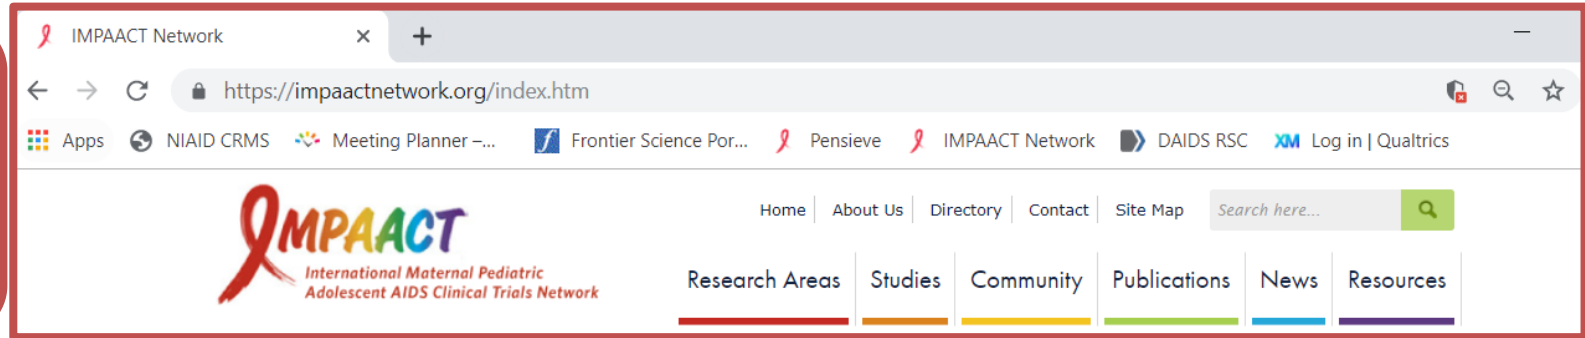 IMPAACT Network
https://impaactnetwork.org/index.htm
Apps NIAID CRMS Meeting Planner –... Frontier Science Por... Pensieve IMPAACT Network DAIDS RSC XM Log in | Qualtrics
IMPAACT
International Maternal Pediatric
Adolescent AIDS Clinical Trials Network
Home About Us Directory Contact Site Map Search here...
Research Areas Studies Community Publications News Resources